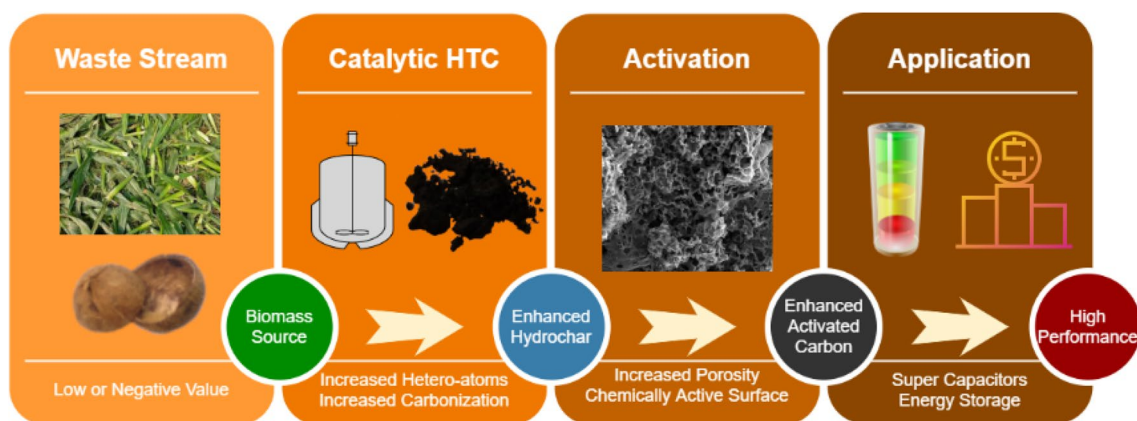 Waste Stream
Catalytic HTC
Activation
Application
$
Biomass
Source
Enhanced
Hydrochar
Enhanced
Activated
Carbon
High
Performance
Low or Negative Value
Increased Hetero-atoms
Increased Carbonization
Increased Porosity
Chemically Active Surface
Super Capacitors
Energy Storage